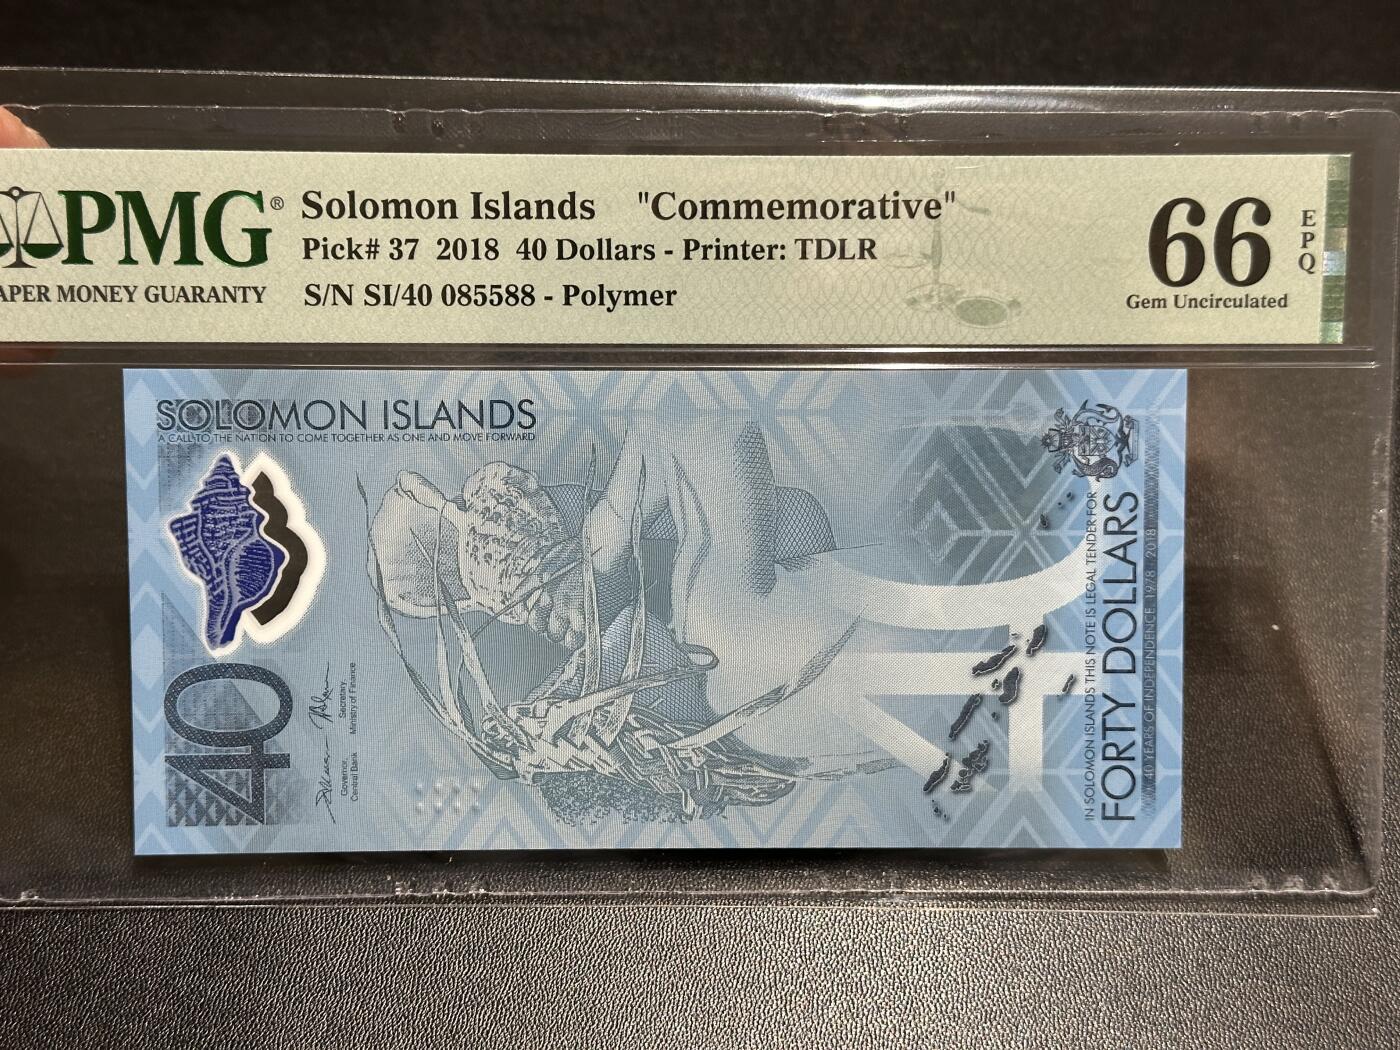 PMG®
APER MONEY GUARANTY
Solomon Islands "Commemorative"
Pick# 37 2018 40 Dollars - Printer: TDLR
S/N SI/40 085588 - Polymer
66
EPQ
Gem Uncirculated
SOLOMON ISLANDS
A CALL TO THE NATION TO COME TOGETHER AS ONE AND MOVE FORWARD
40
Governor,
Central Bank
Secretary,
Ministry of Finance
IN SOLOMON ISLANDS THIS NOTE IS LEGAL TENDER FOR
FORTY DOLLARS
40 YEARS OF INDEPENDENCE, 1978 - 2018